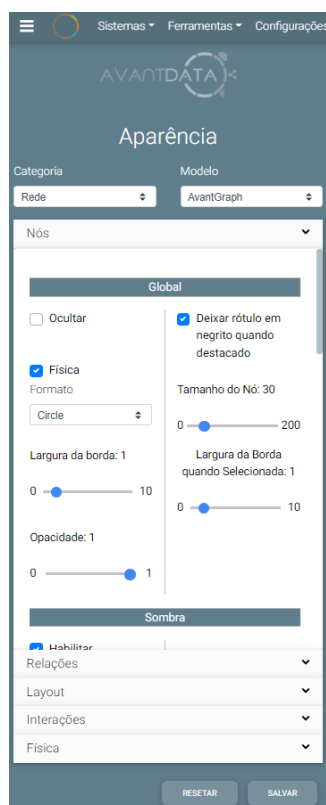 Sistemas Ferramentas Configurações
AVANTDATA
Aparência
Categoria Modelo
Rede AvantGraph
Nós
Global
Ocultar
Deixar rótulo em
negrito quando
destacado
Física
Formato
Circle
Largura da borda: 1
0 10
Opacidade: 1
0 1
Tamanho do Nó: 30
0 200
Largura da Borda
quando Selecionada: 1
0 10
Sombra
Habilitar
Relações
Layout
Interações
Física
RESETAR SALVAR